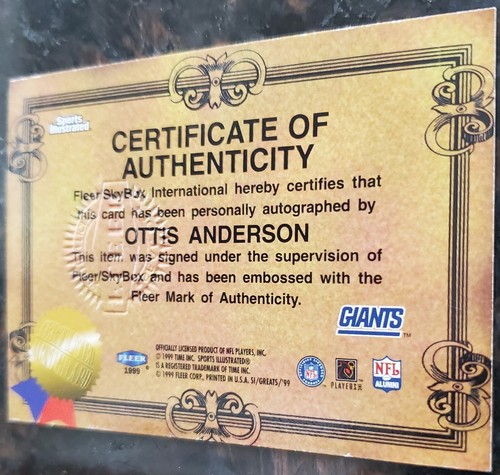 Sports
Illustrated
CERTIFICATE OF
AUTHENTICITY
Fleer/SkyBox International hereby certifies that
this card has been personally autographed by
OTTIS ANDERSON
This item was signed under the supervision of
Fleer/SkyBox and has been embossed with the
Fleer Mark of Authenticity.
GIANTS™
FLEER
1999
OFFICIALLY LICENSED PRODUCT OF NFL PLAYERS, INC.
© 1999 TIME INC. SPORTS ILLUSTRATED®
A REGISTERED TRADEMARK OF TIME INC.
© 1999 FLEER CORP., PRINTED IN U.S.A. SI/GREATS/'99
NFL
PLAYERS
NFL
ALUMNI